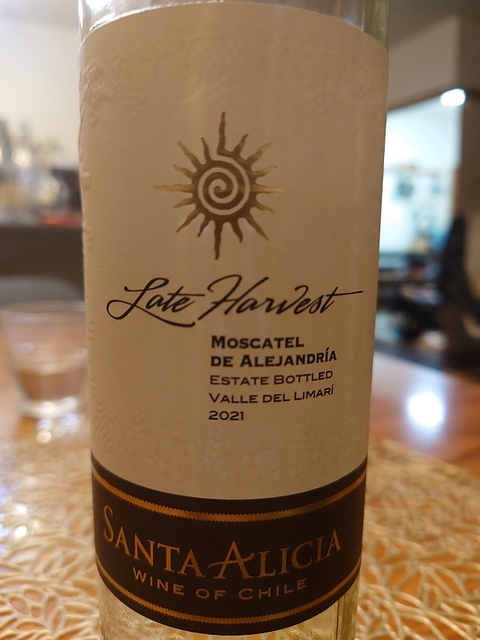 Late Harvest
MOSCATEL
DE ALEJANDRÍA
ESTATE BOTTLED
VALLE DEL LIMARÍ
2021
SANTA ALICIA
WINE OF CHILE